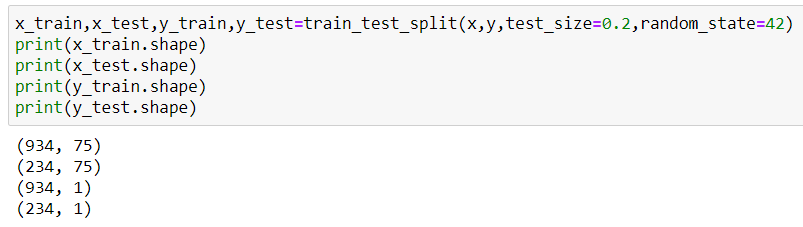 x_train,x_test,y_train,y_test=train_test_split(x,y,test_size=0.2,random_state=42)
print(x_train.shape)
print(x_test.shape)
print(y_train.shape)
print(y_test.shape)
(934, 75)
(234, 75)
(934, 1)
(234, 1)